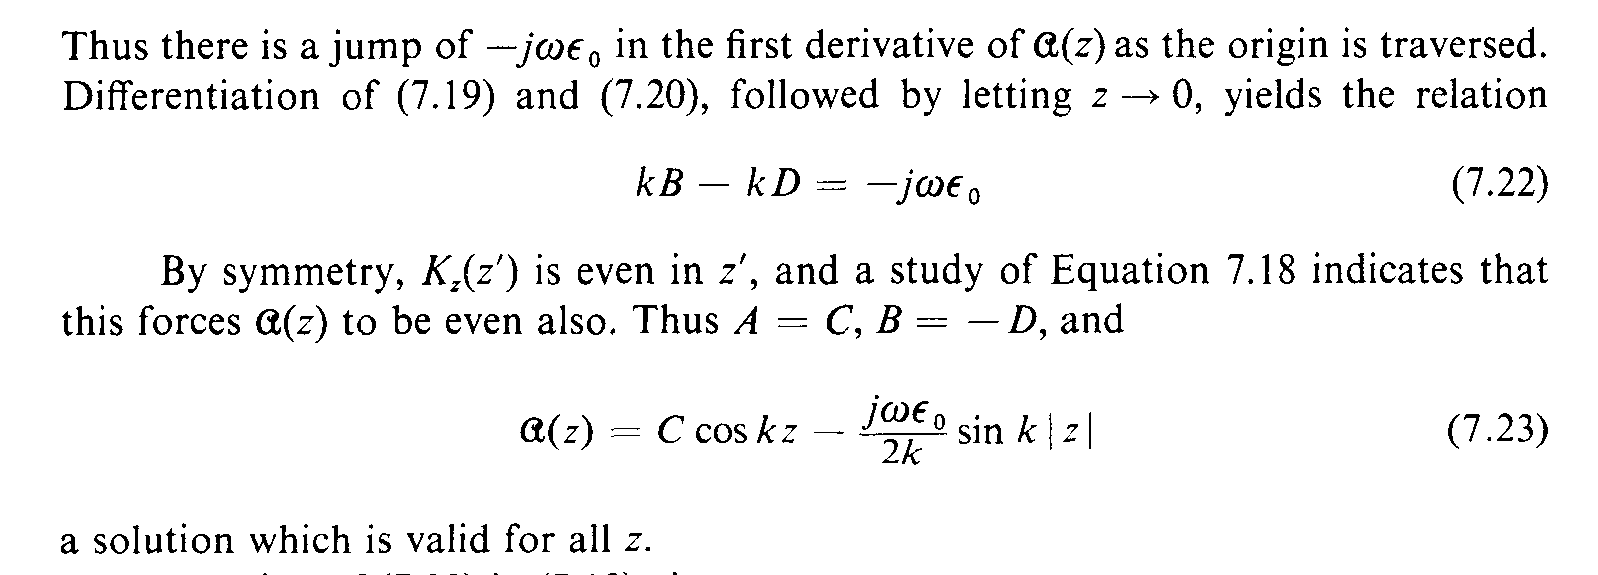 Thus there is a jump of −jωϵ₀ in the first derivative of 𝒜(z) as the origin is traversed.
Differentiation of (7.19) and (7.20), followed by letting z → 0, yields the relation
kB − kD = −jωϵ₀ (7.22)
By symmetry, K_z(z′) is even in z′, and a study of Equation 7.18 indicates that
this forces 𝒜(z) to be even also. Thus A = C, B = −D, and
𝒜(z) = C cos kz − \frac{jωϵ₀}{2k} sin k|z| (7.23)
a solution which is valid for all z.